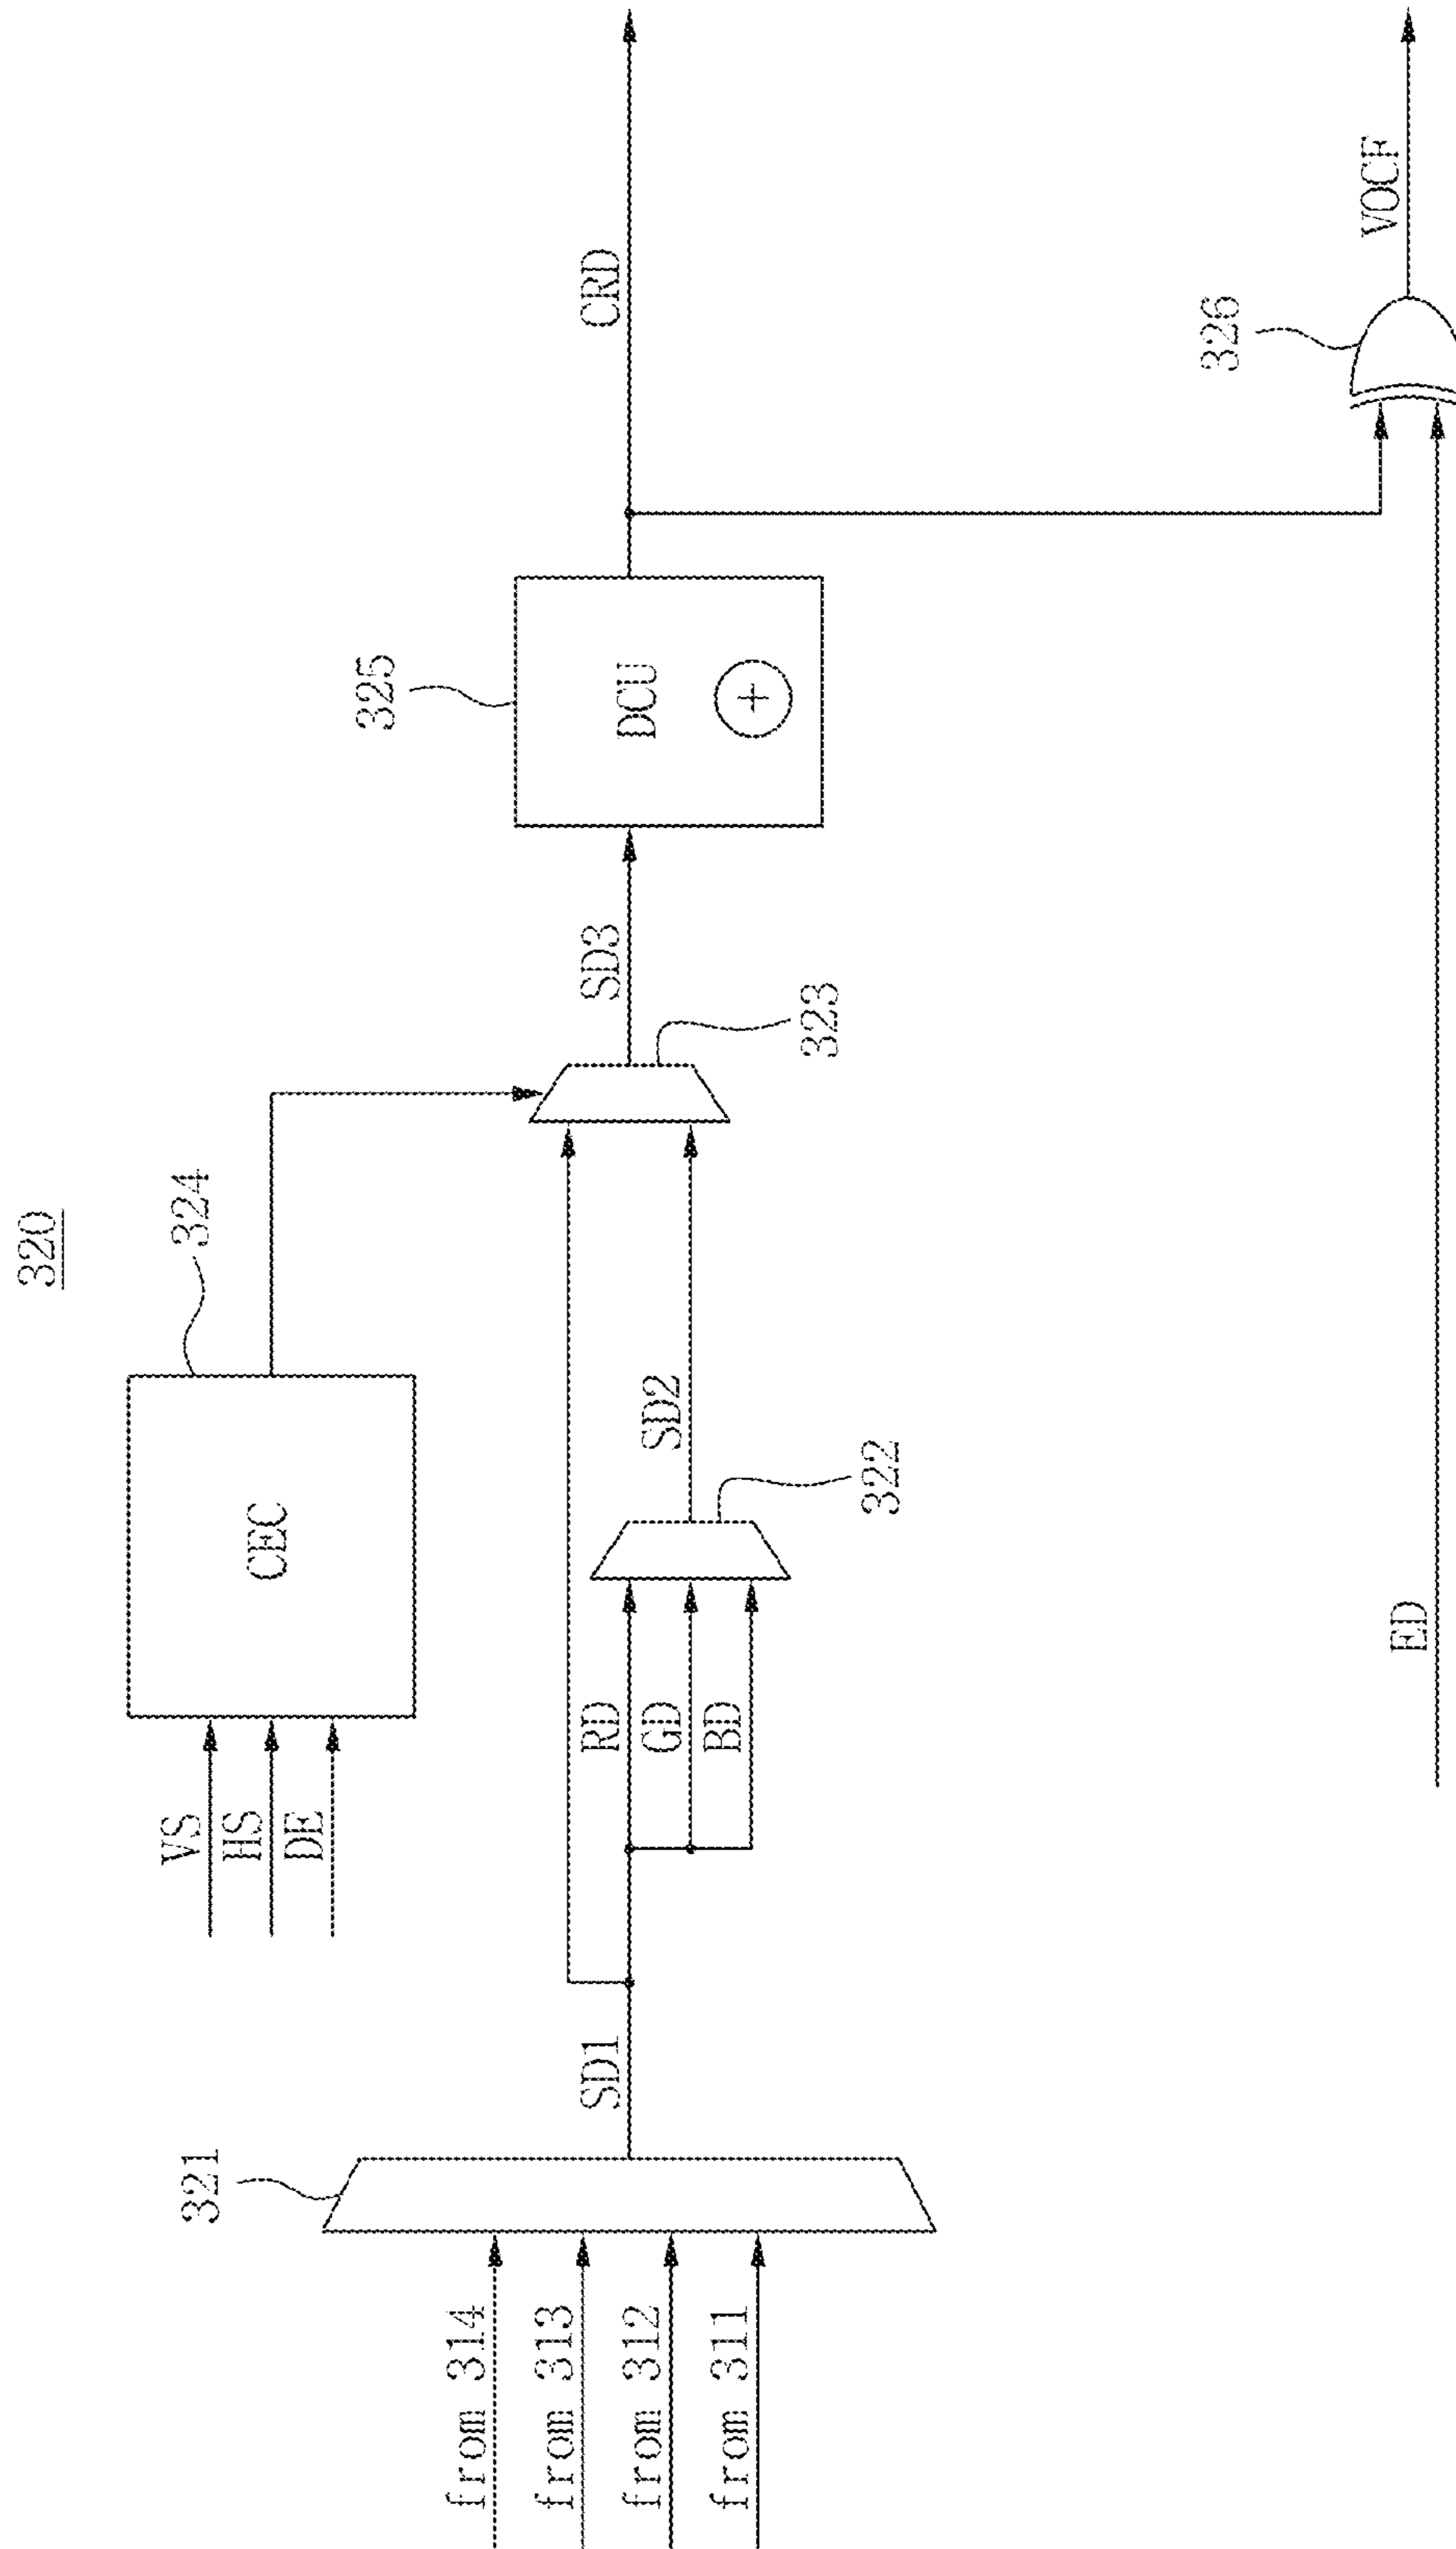 320
VS
HS
DE
CEC
324
from 314
from 313
from 312
from 311
321
SD1
RD
GD
BD
322
SD2
323
SD3
325
DCU
+
CRD
ED
326
VOCF